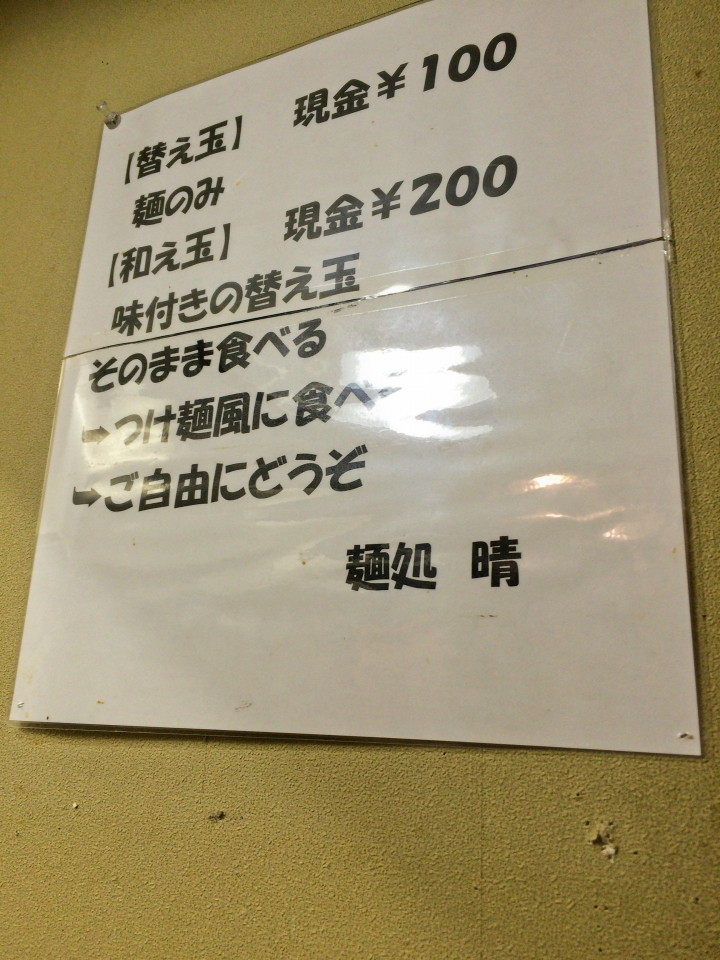 【替え玉】 現金¥100
麺のみ
【和え玉】 現金¥200
味付きの替え玉
そのまま食べる
➡つけ麺風に食べ
➡ご自由にどうぞ
麺処 晴